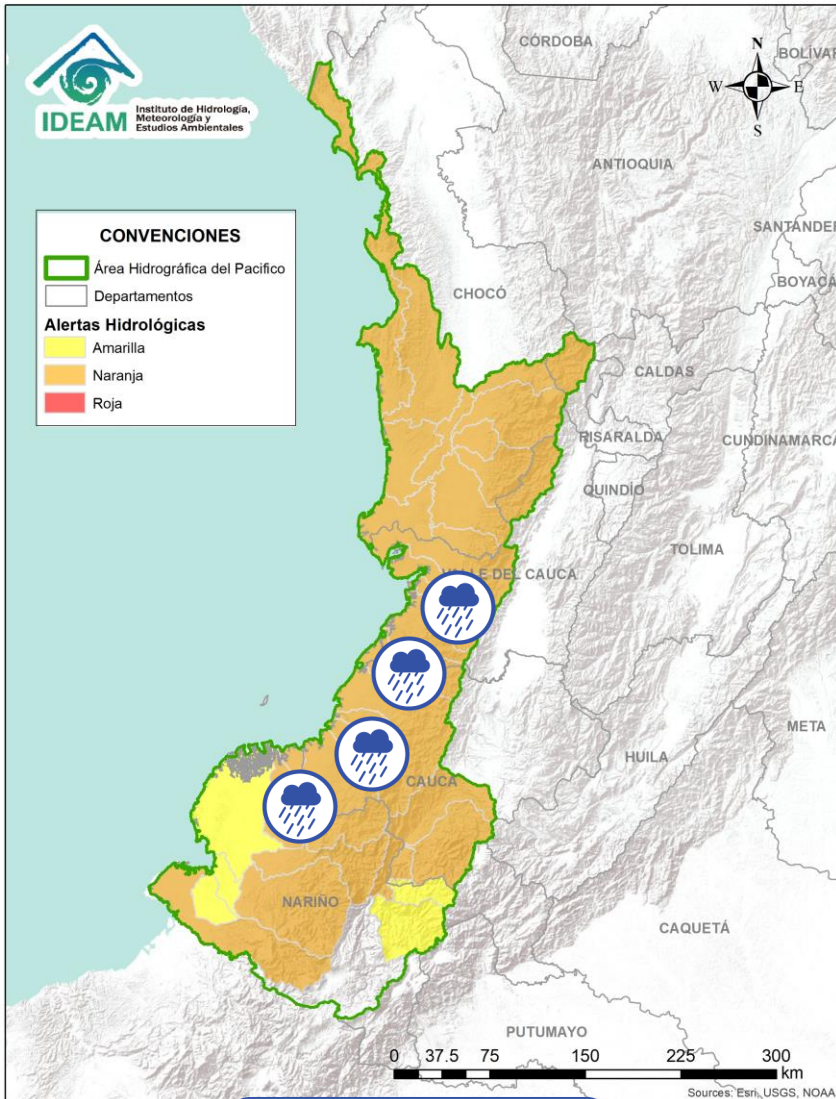 CÓRDOBA
BOLÍVAR
N
W
E
S
IDEAM
Instituto de Hidrología,
Meteorología y
Estudios Ambientales
ANTIOQUIA
CONVENCIONES
Área Hidrográfica del Pacifico
Departamentos
Alertas Hidrológicas
Amarilla
Naranja
Roja
SANTANDER
BOYACÁ
CHOCÓ
CALDAS
RISARALDA
CUNDINAMARCA
QUINDÍO
TOLIMA
VALLE DEL CAUCA
META
HUILA
CAUCA
NARIÑO
CAQUETÁ
PUTUMAYO
0 37.5 75 150 225 300
km
Sources: Esri, USGS, NOAA